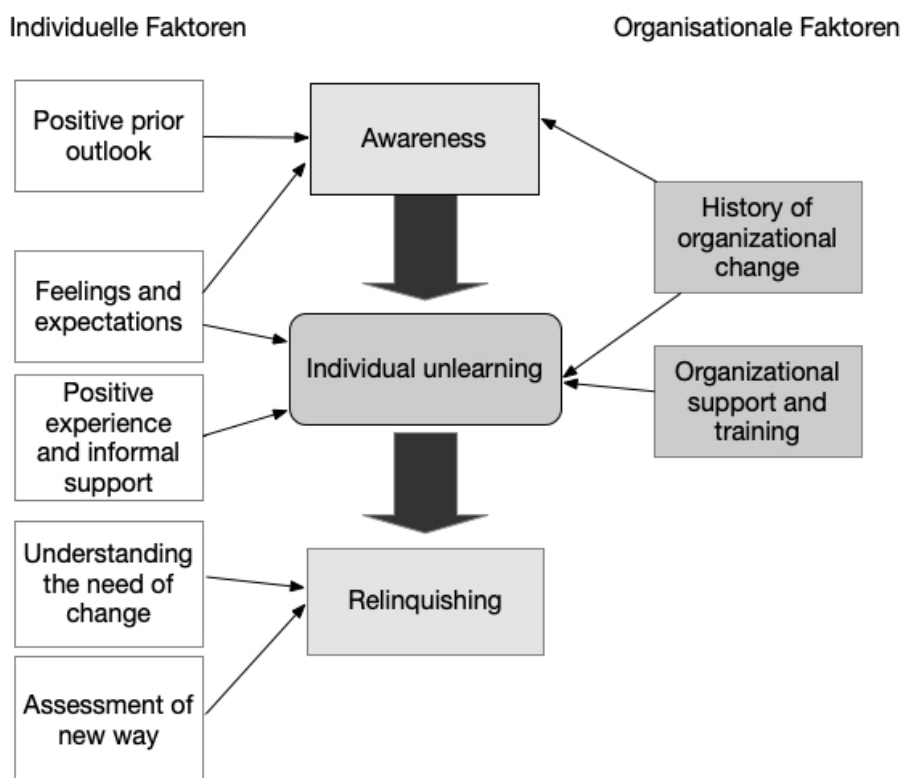 Individuelle Faktoren
Organisationale Faktoren
Positive prior
outlook
Awareness
History of
organizational
change
Feelings and
expectations
Individual unlearning
Organizational
support and
training
Positive
experience
and informal
support
Understanding
the need of
change
Relinquishing
Assessment of
new way